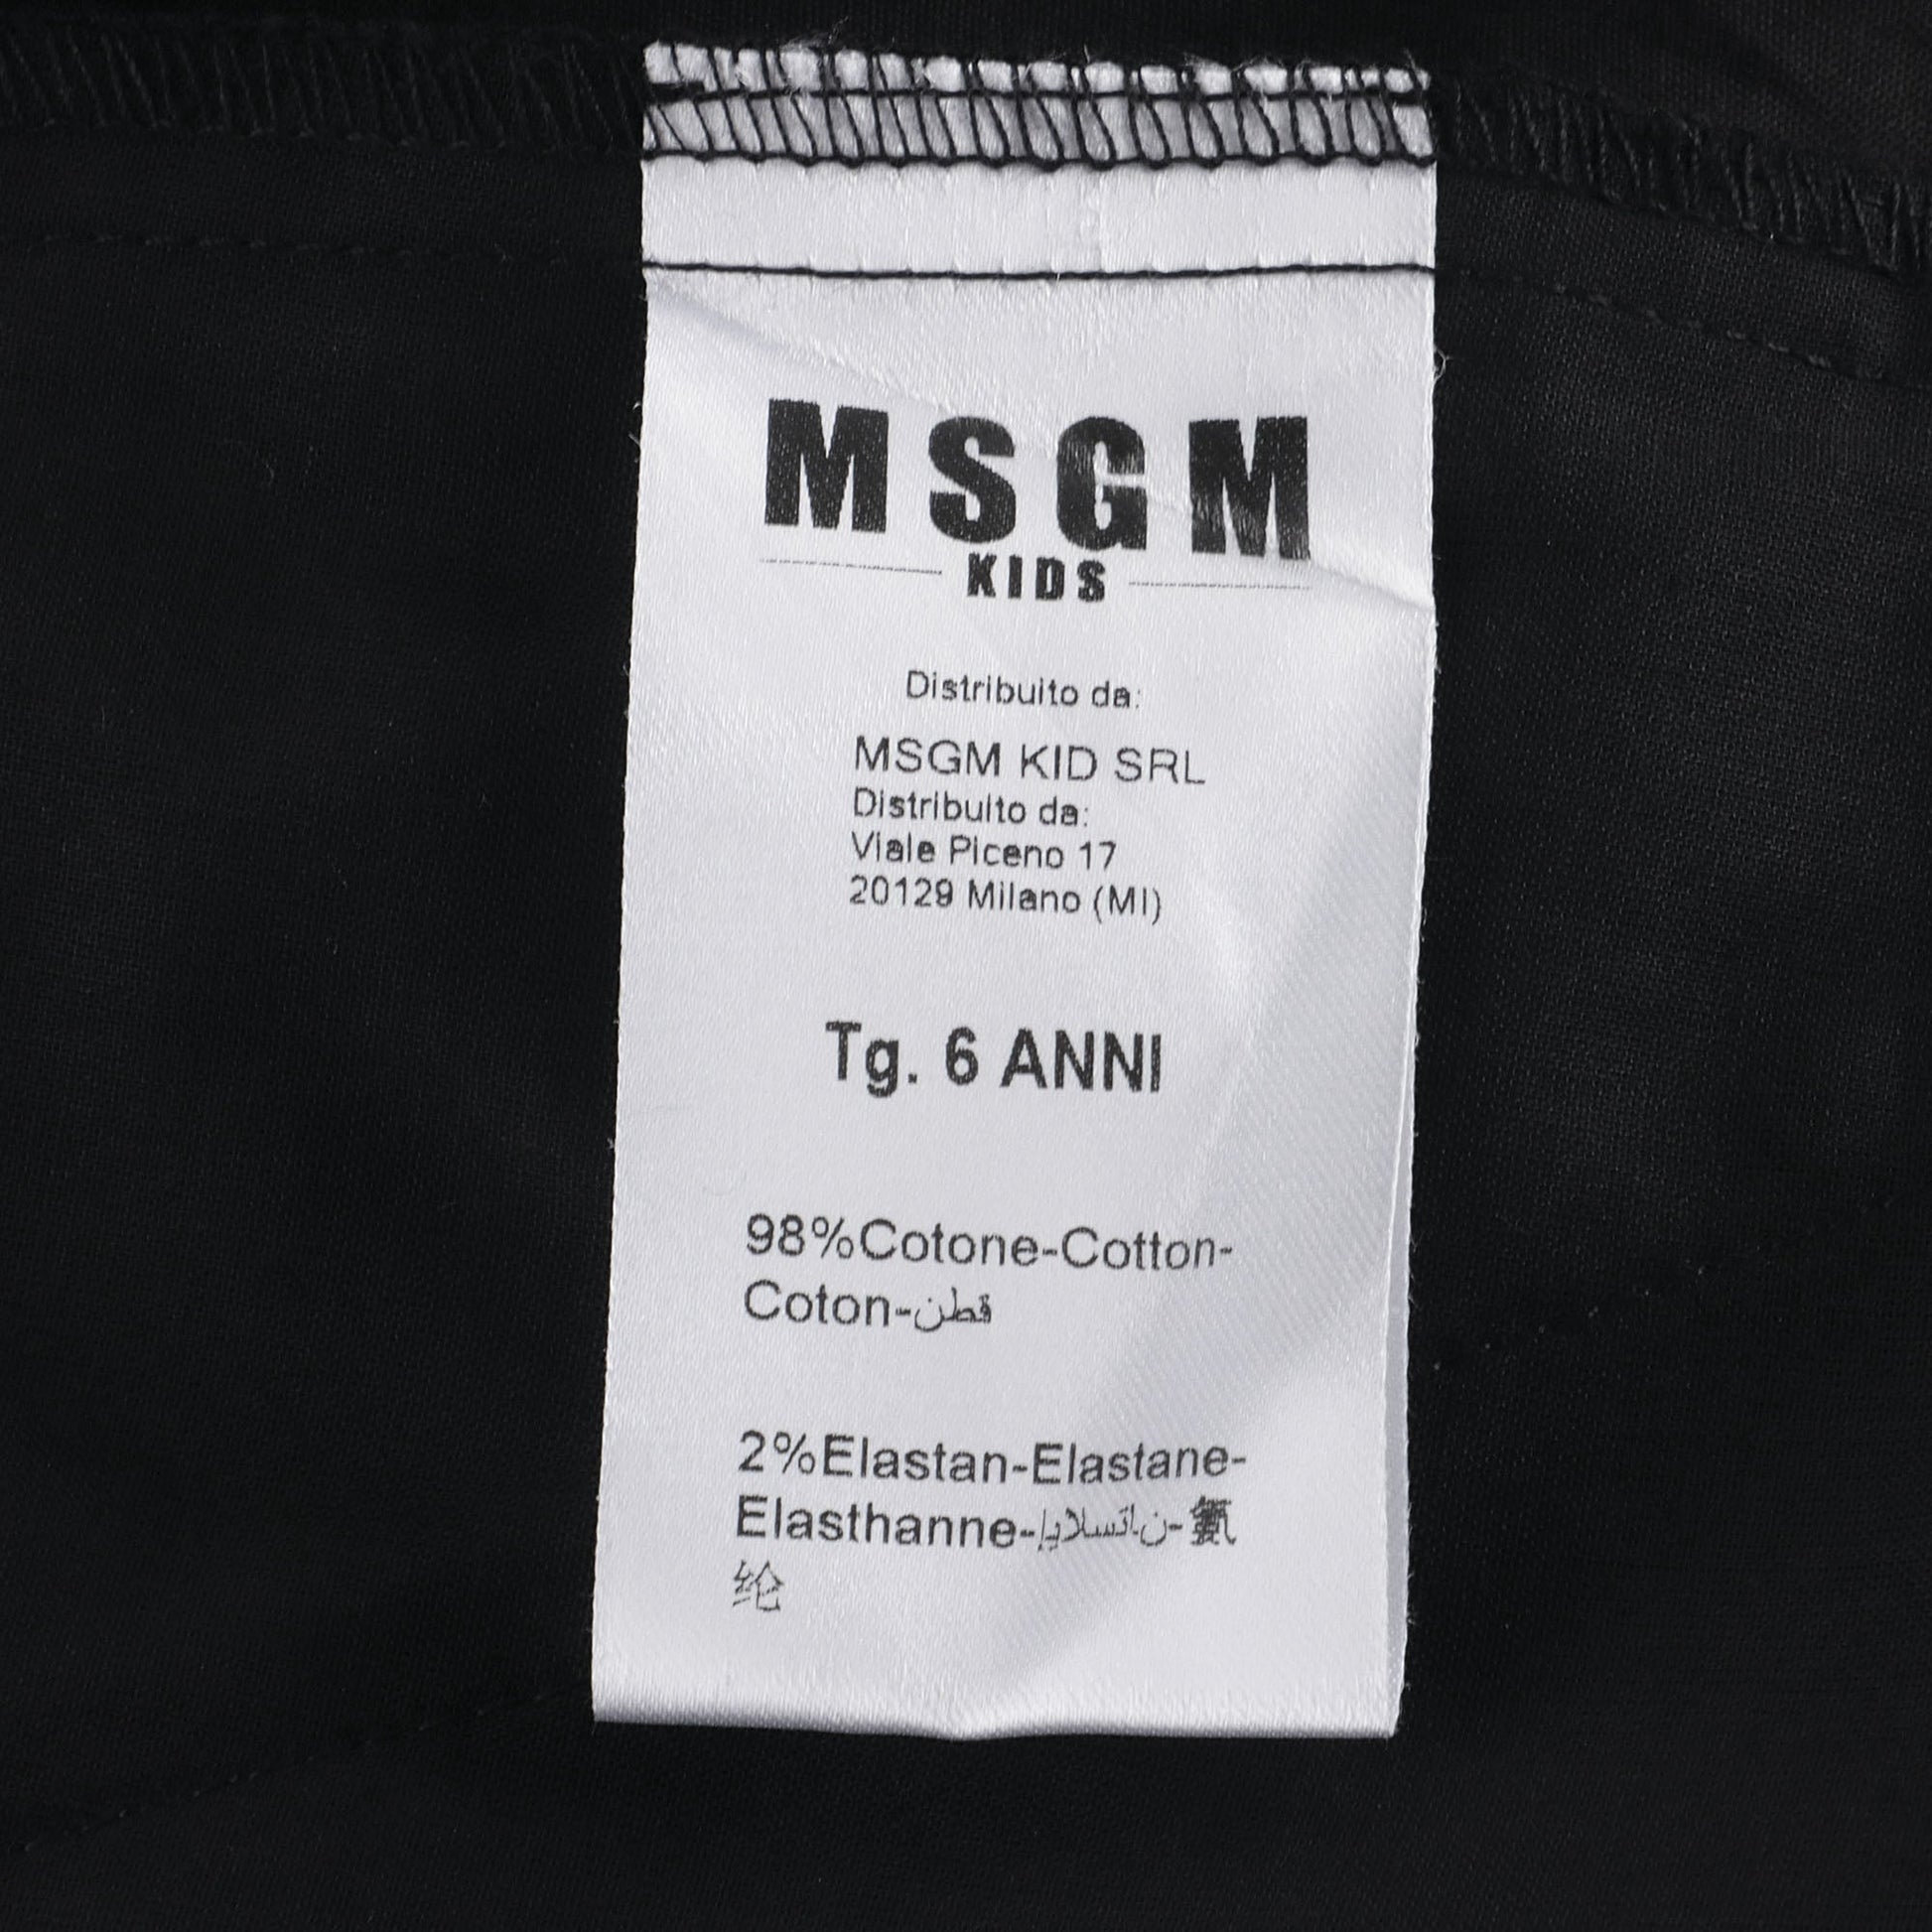 MSGM
KIDS
Distribuito da:
MSGM KID SRL
Distribuito da:
Viale Piceno 17
20129 Milano (MI)
Tg. 6 ANNI
98%Cotone-Cotton-
Coton-قطن
2%Elastan-Elastane-
Elasthanne-إيلاستان-氨
纶